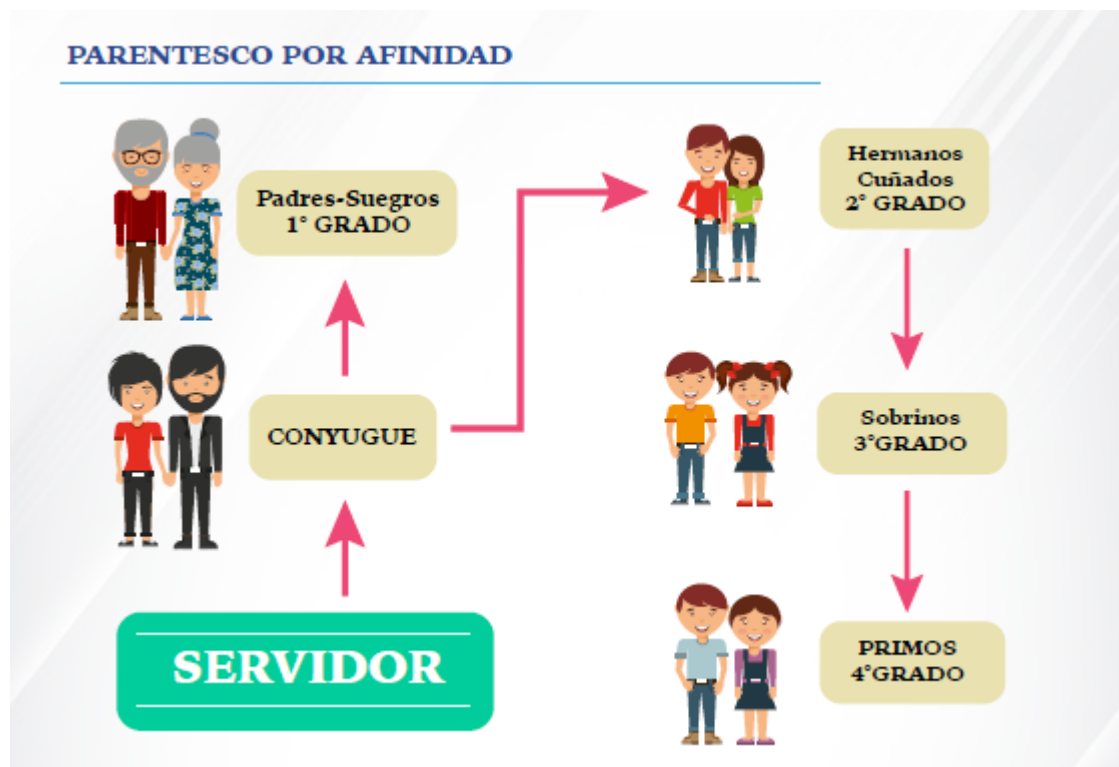 PARENTESCO POR AFINIDAD
Padres-Suegros
1° GRADO
CONYUGUE
SERVIDOR
Hermanos
Cuñados
2° GRADO
Sobrinos
3°GRADO
PRIMOS
4°GRADO